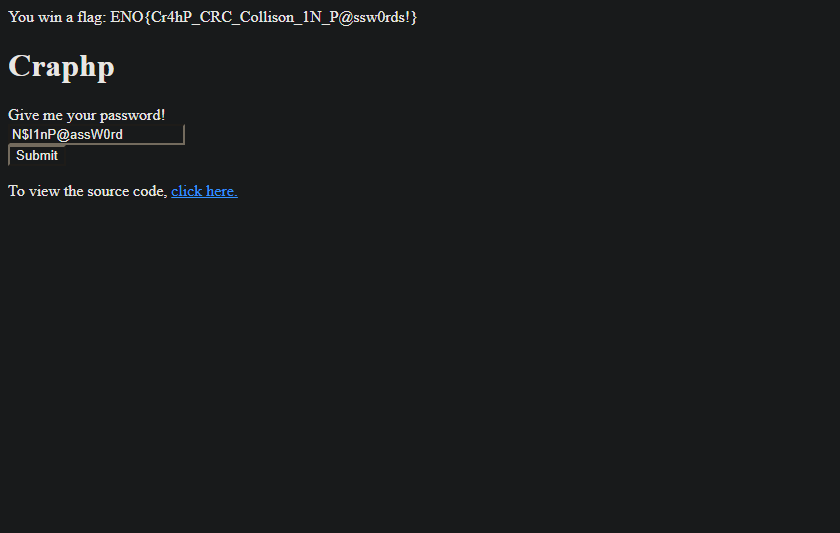 You win a flag: ENO{Cr4hP_CRC_Collison_1N_P@ssw0rds!}
Craphp
Give me your password!
N$l1nP@assW0rd
Submit
To view the source code, click here.